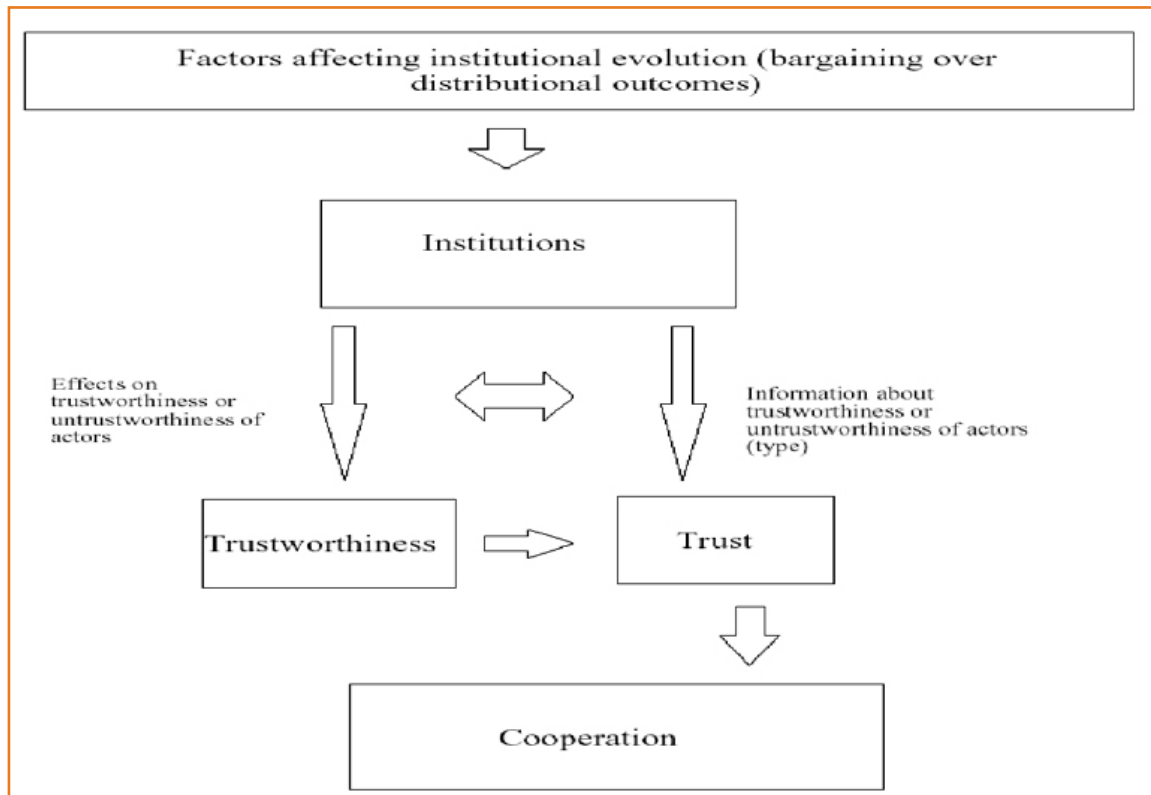 Factors affecting institutional evolution (bargaining over
distributional outcomes)
Institutions
Effects on
trustworthiness or
untrustworthiness of
actors
Information about
trustworthiness or
untrustworthiness of actors
(type)
Trustworthiness
Trust
Cooperation